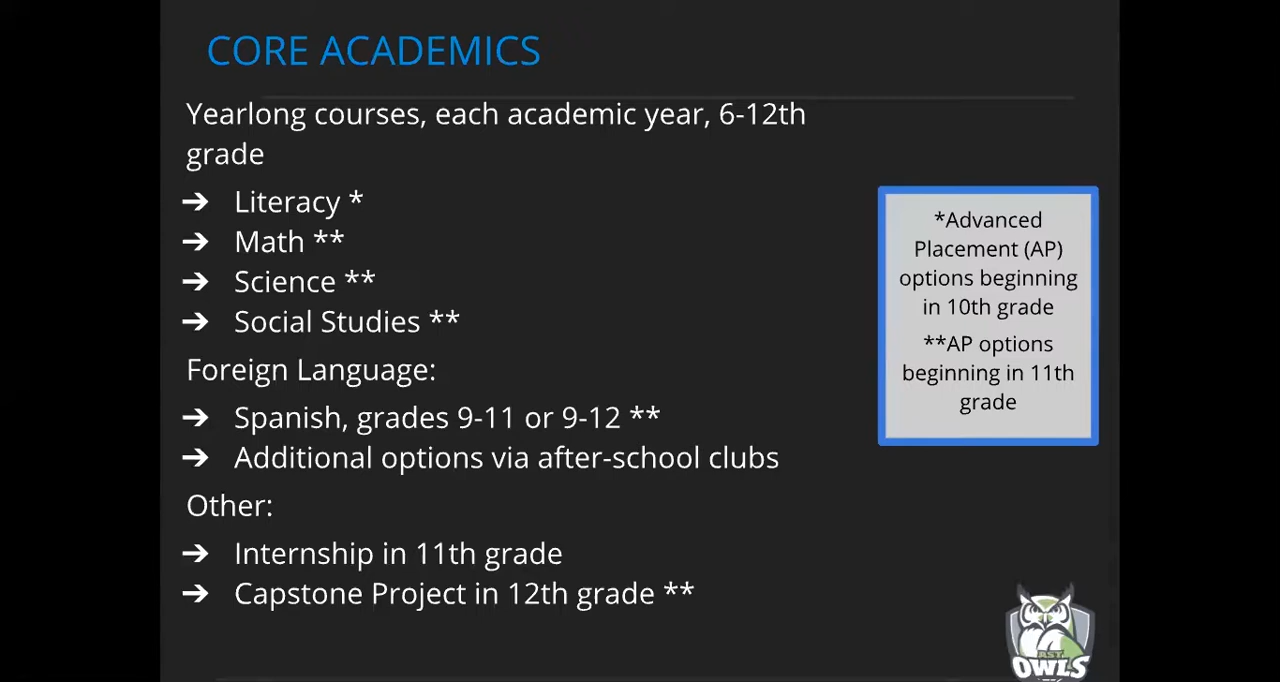 CORE ACADEMICS
Yearlong courses, each academic year, 6-12th
grade
➔ Literacy *
➔ Math **
➔ Science **
➔ Social Studies **
Foreign Language:
➔ Spanish, grades 9-11 or 9-12 **
➔ Additional options via after-school clubs
Other:
➔ Internship in 11th grade
➔ Capstone Project in 12th grade **
*Advanced
Placement (AP)
options beginning
in 10th grade
**AP options
beginning in 11th
grade
OWLS